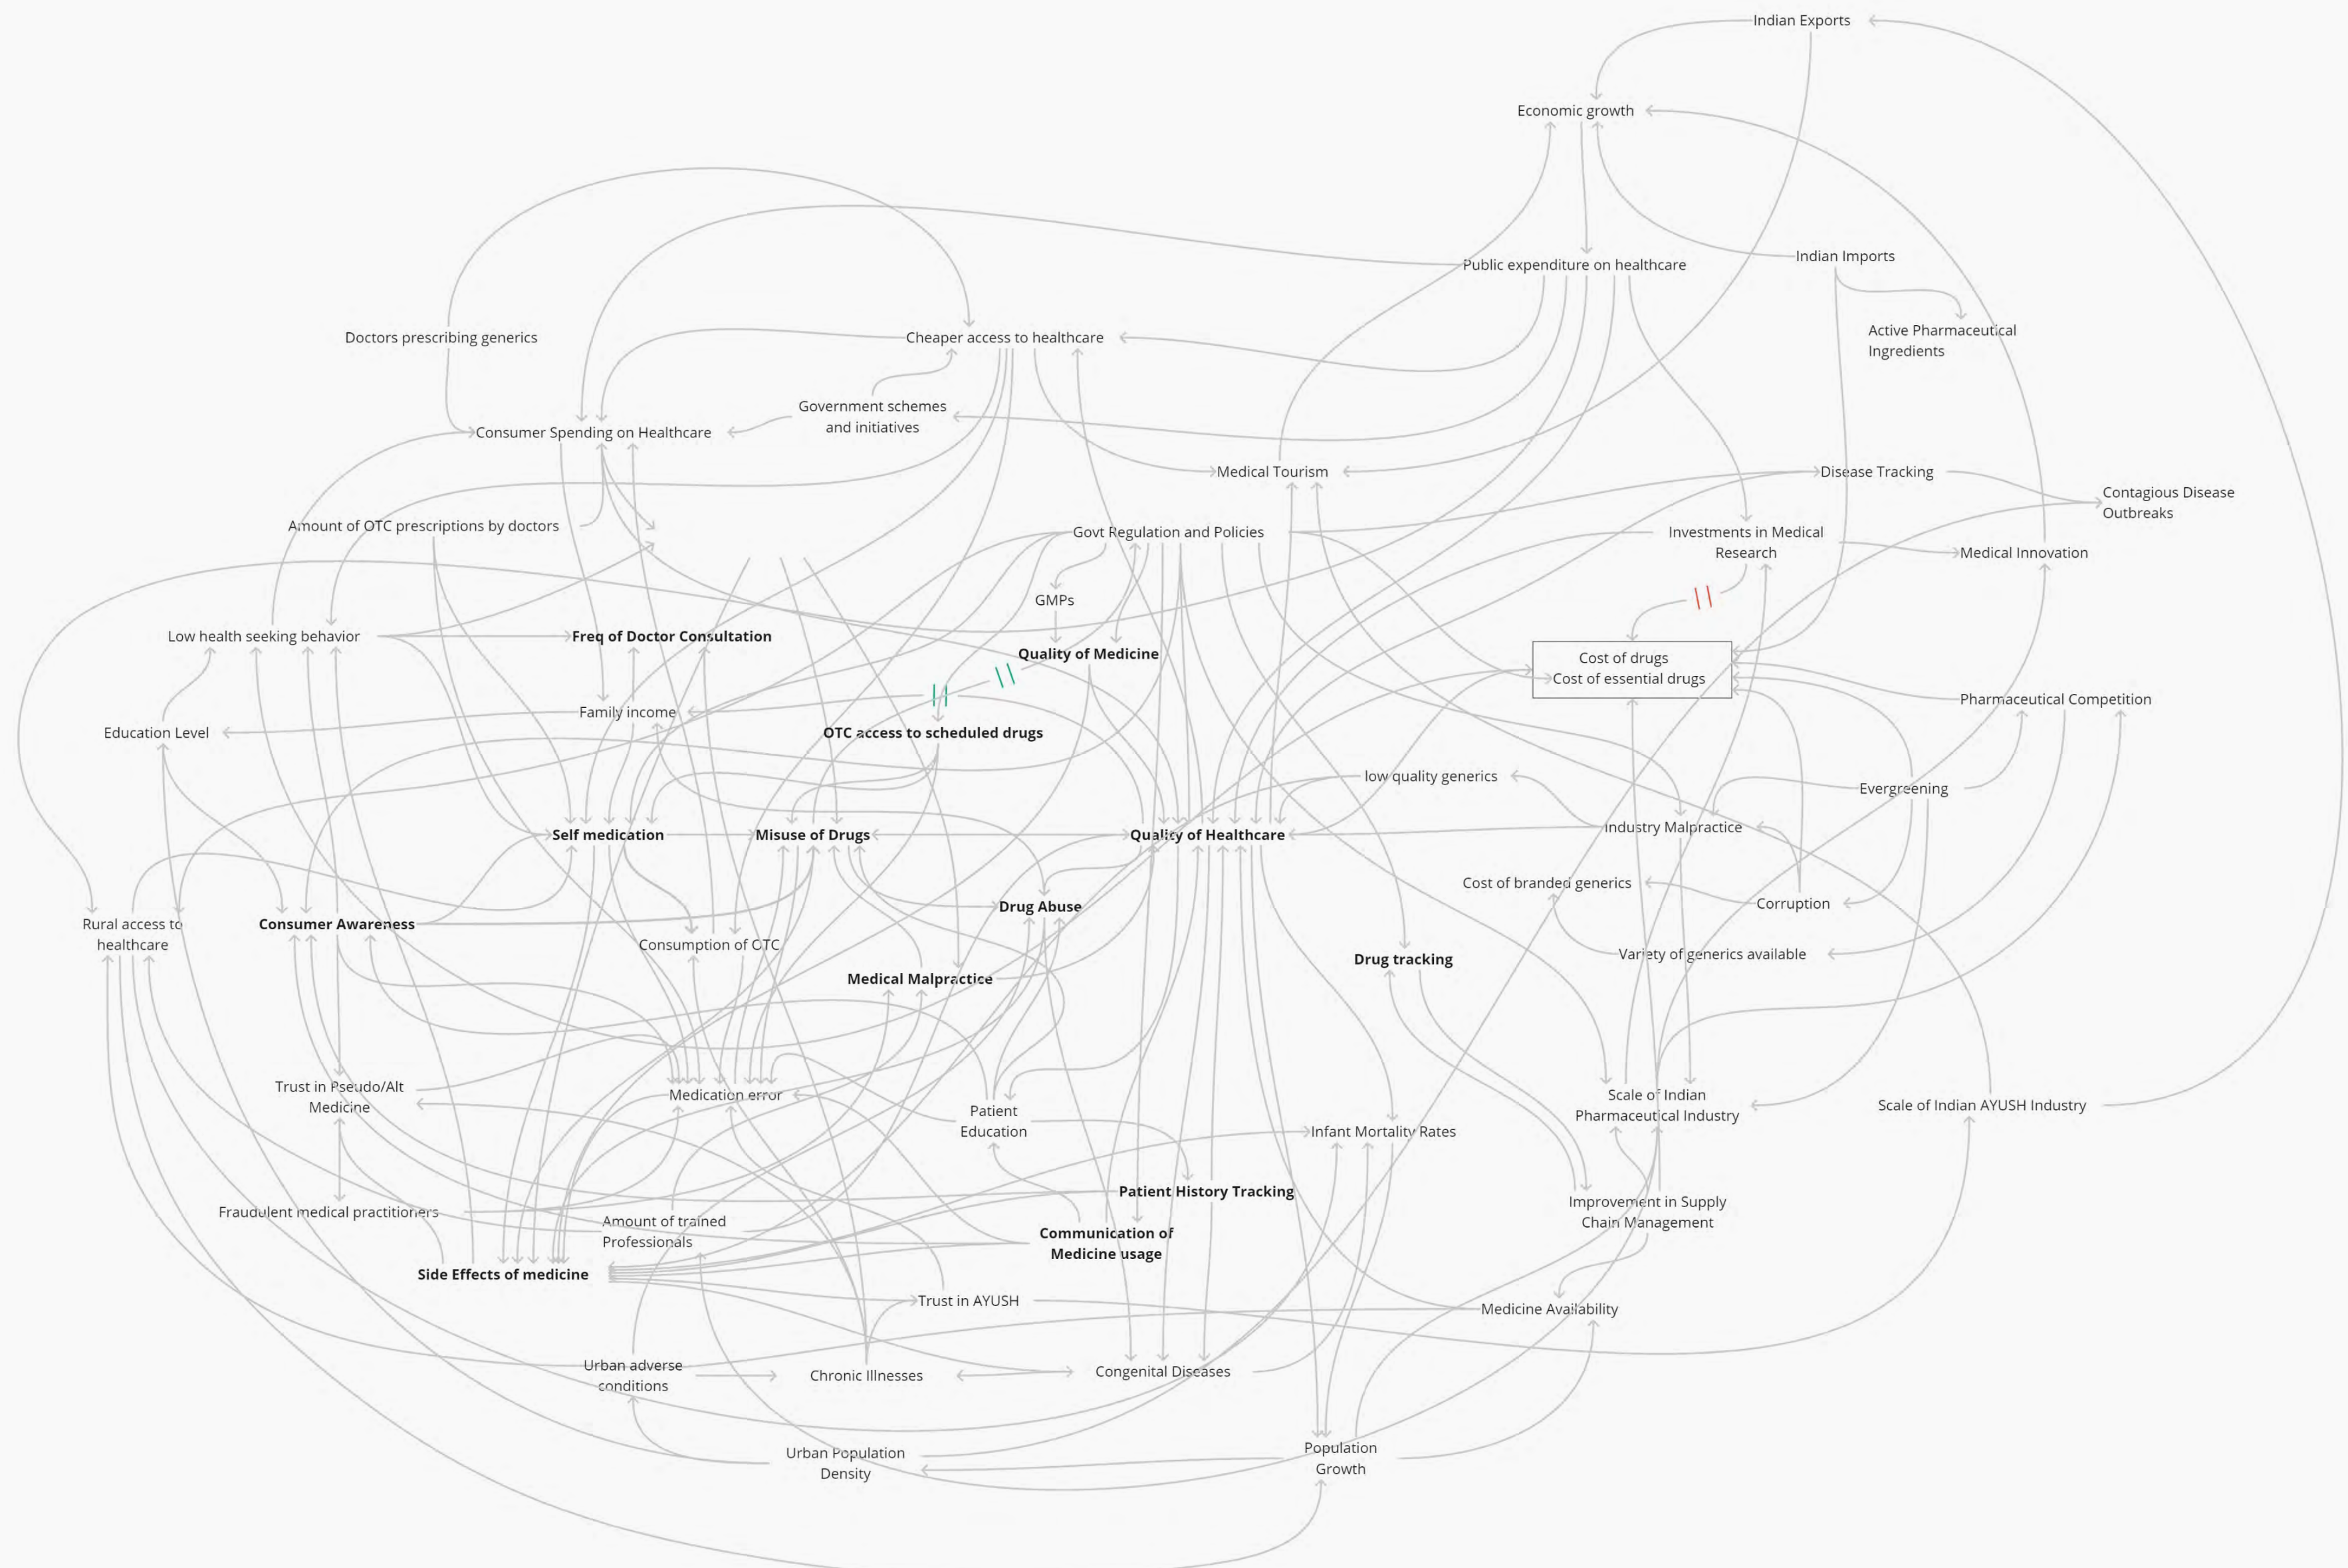 Indian Exports
Economic growth
Indian Imports
Public expenditure on healthcare
Active Pharmaceutical
Ingredients
Doctors prescribing generics
Cheaper access to healthcare
Government schemes
and initiatives
Consumer Spending on Healthcare
Medical Tourism
Disease Tracking
Contagious Disease
Outbreaks
Amount of OTC prescriptions by doctors
Govt Regulation and Policies
Investments in Medical
Research
Medical Innovation
GMPs
Low health seeking behavior
Freq of Doctor Consultation
Quality of Medicine
Cost of drugs
Cost of essential drugs
Pharmaceutical Competition
Family income
Education Level
OTC access to scheduled drugs
low quality generics
Evergreening
Self medication
Misuse of Drugs
Quality of Healthcare
Industry Malpractice
Cost of branded generics
Corruption
Drug Abuse
Rural access to
healthcare
Consumer Awareness
Consumption of OTC
Variety of generics available
Drug tracking
Medical Malpractice
Trust in Pseudo/Alt
Medicine
Medication error
Patient
Education
Scale of Indian
Pharmaceutical Industry
Scale of Indian AYUSH Industry
Infant Mortality Rates
Patient History Tracking
Fraudulent medical practitioners
Amount of trained
Professionals
Improvement in Supply
Chain Management
Communication of
Medicine usage
Side Effects of medicine
Trust in AYUSH
Medicine Availability
Urban adverse
conditions
Chronic Illnesses
Congenital Diseases
Urban Population
Density
Population
Growth